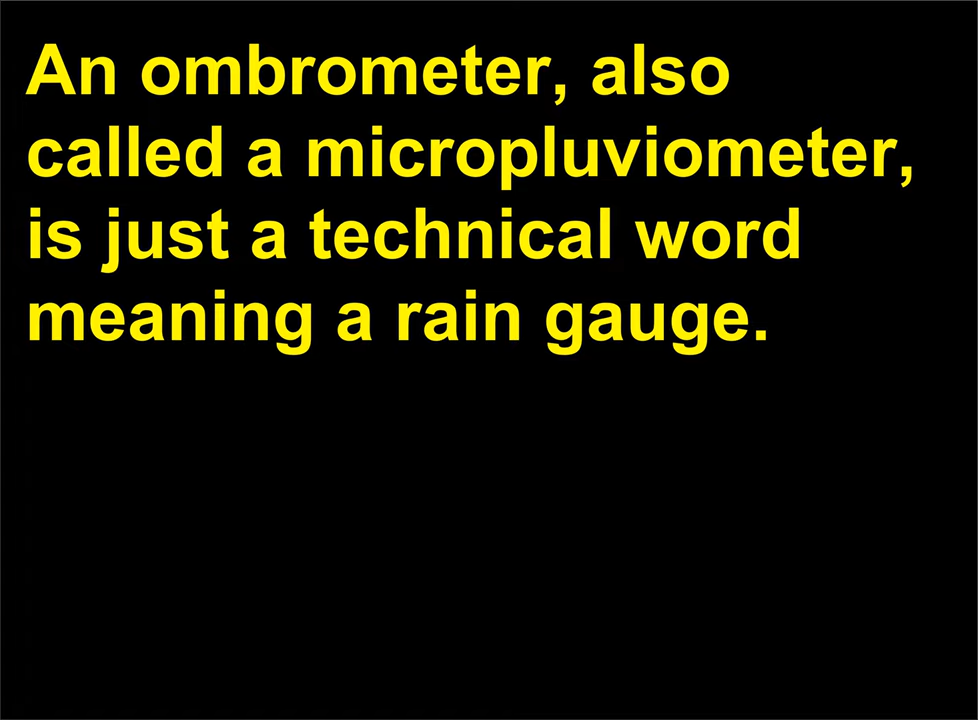 An ombrometer, also
called a micropluviometer,
is just a technical word
meaning a rain gauge.